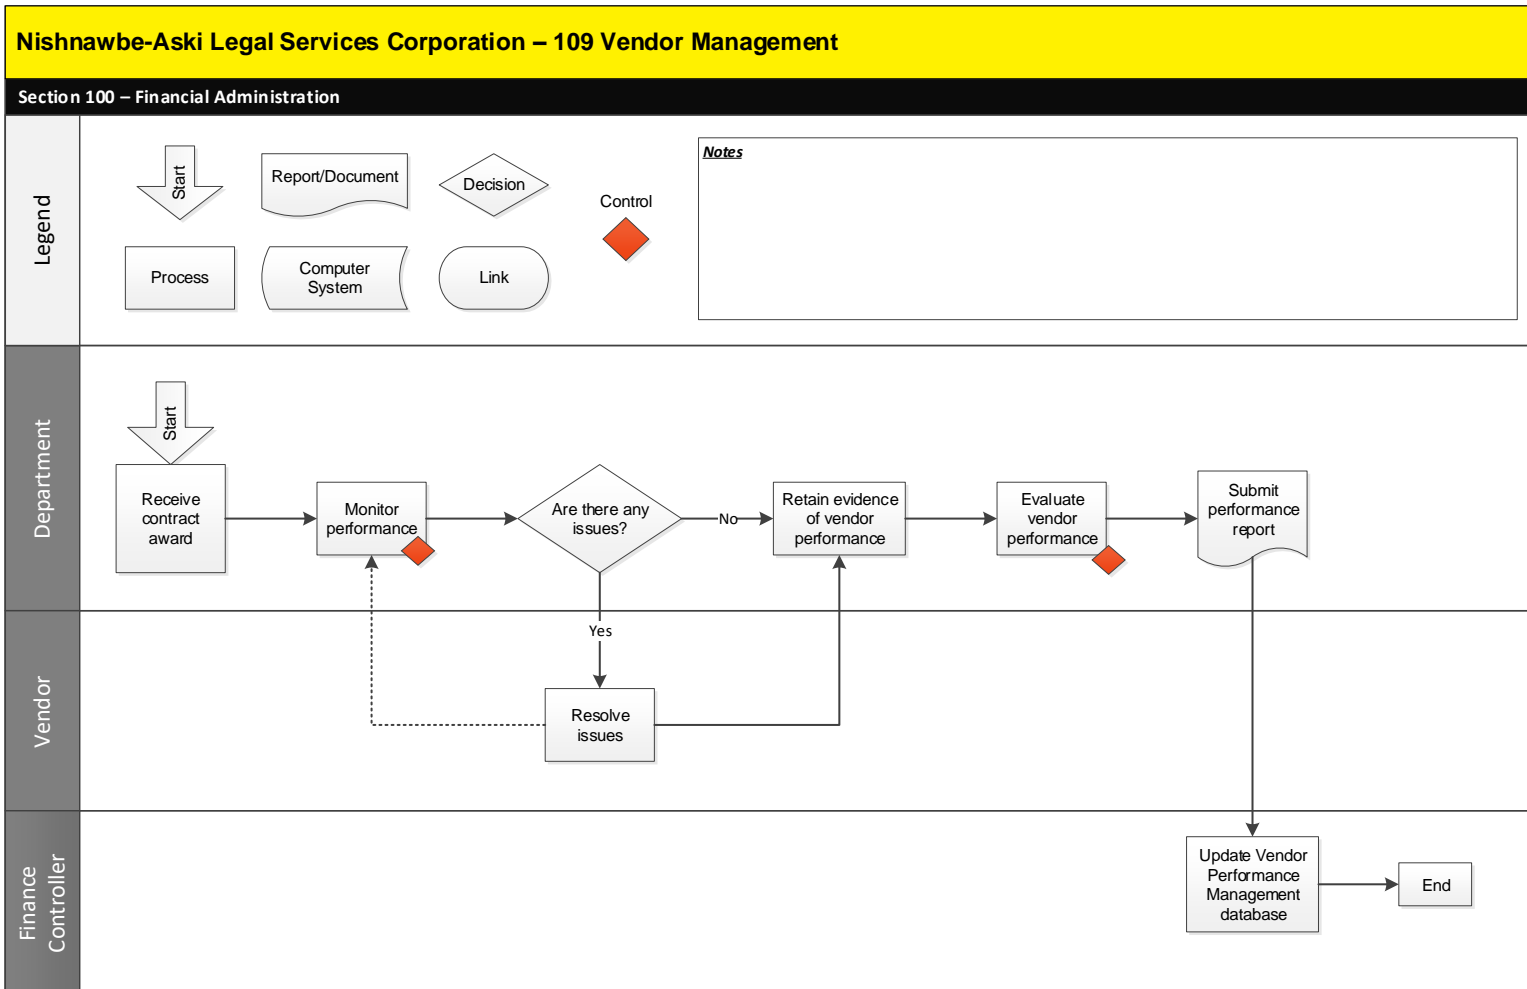 Nishnawbe-Aski Legal Services Corporation – 109 Vendor Management
Section 100 – Financial Administration
Legend
Start
Report/Document
Decision
Control
Process
Computer
System
Link
Notes
Department
Start
Receive
contract
award
Monitor
performance
Are there any
issues?
No
Retain evidence
of vendor
performance
Evaluate
vendor
performance
Submit
performance
report
Vendor
Yes
Resolve
issues
Finance
Controller
Update Vendor
Performance
Management
database
End